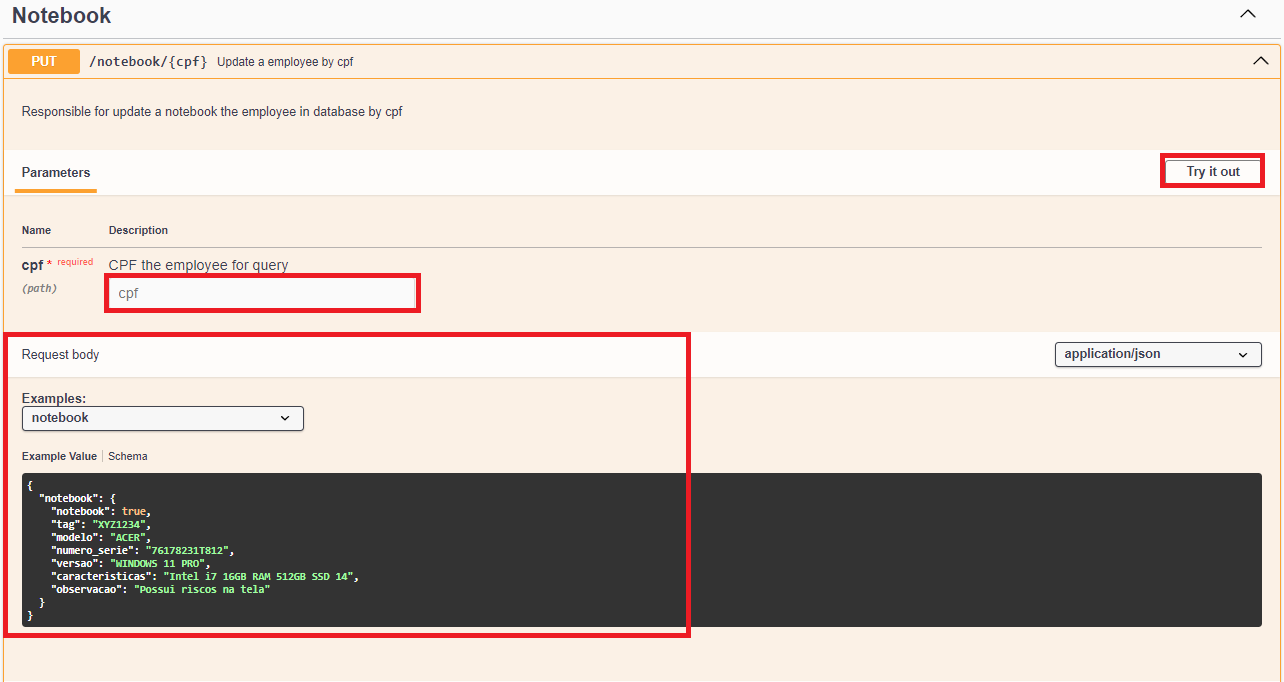 Notebook
PUT /notebook/{cpf} Update a employee by cpf
Responsible for update a notebook the employee in database by cpf
Parameters
Try it out
Name Description
cpf * required CPF the employee for query
(path) cpf
Request body application/json
Examples:
notebook
Example Value Schema
{
"notebook": {
"notebook": true,
"tag": "XYZ1234",
"modelo": "ACER",
"numero_serie": "76178231T812",
"versao": "WINDOWS 11 PRO",
"caracteristicas": "Intel i7 16GB RAM 512GB SSD 14",
"observacao": "Possui riscos na tela"
}
}